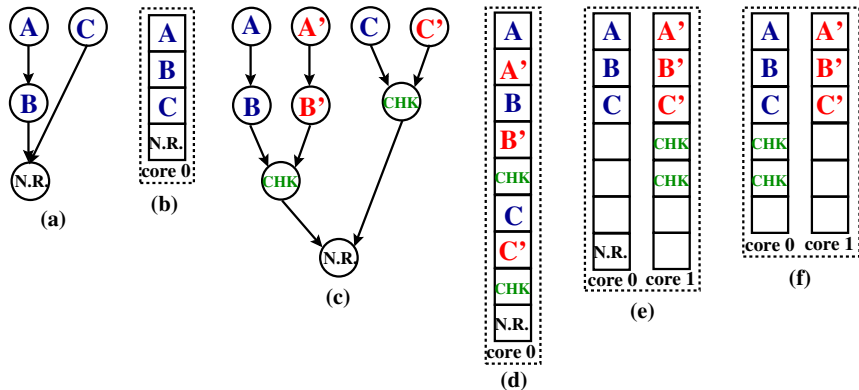 A
C
B
N.R.
(a)
A
B
C
N.R.
core 0
(b)
A
A'
C
C'
B
B'
CHK
CHK
N.R.
(c)
A
A'
B
B'
CHK
C
C'
CHK
N.R.
core 0
(d)
A
A'
B
B'
C
C'
CHK
CHK
N.R.
core 0
core 1
(e)
A
A'
B
B'
C
C'
CHK
CHK
core 0
core 1
(f)